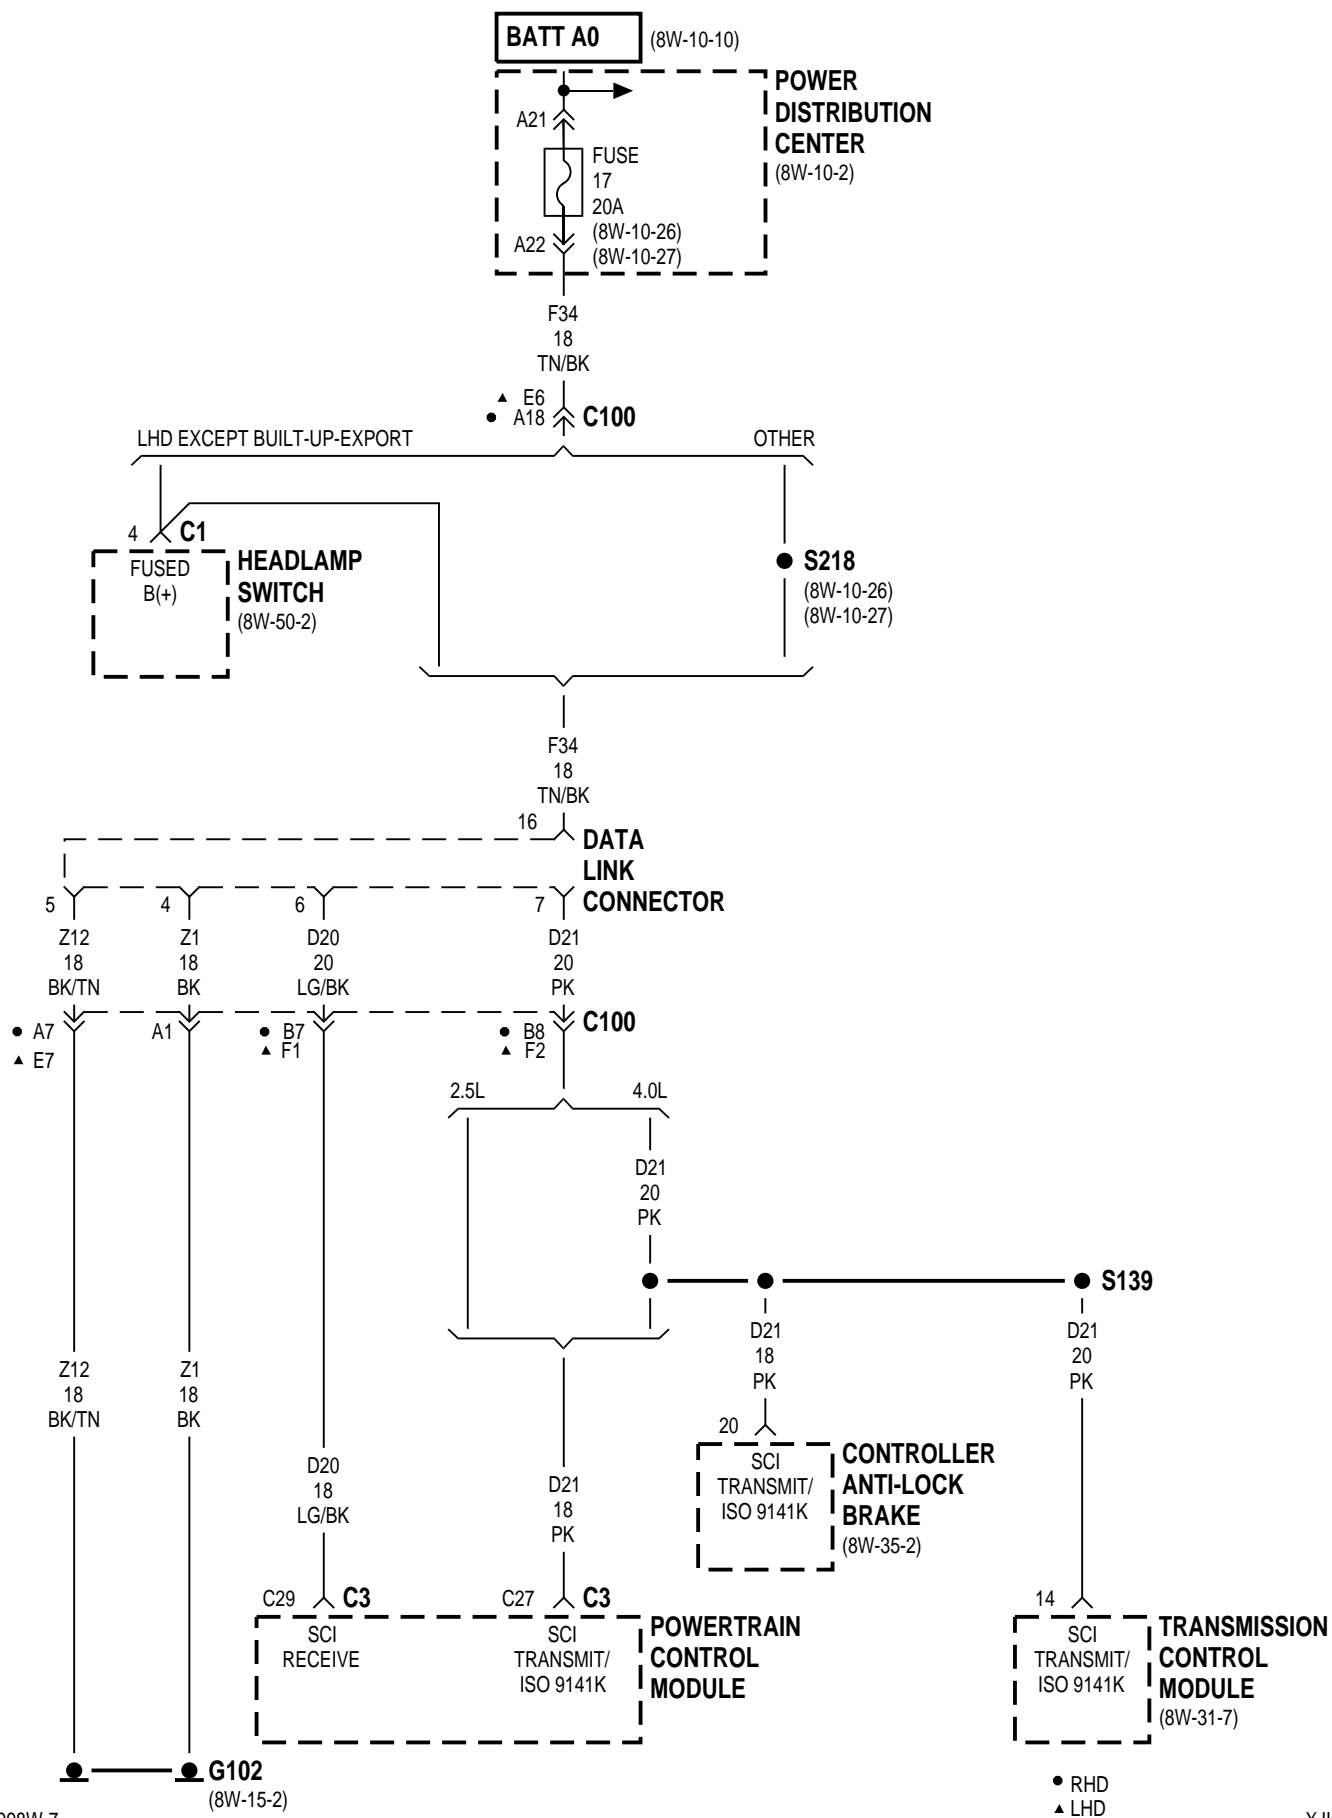 BATT A0
(8W-10-10)
POWER
DISTRIBUTION
CENTER
(8W-10-2)
A21
FUSE
17
20A
(8W-10-26)
(8W-10-27)
A22
F34
18
TN/BK
E6
A18
C100
LHD EXCEPT BUILT-UP-EXPORT
OTHER
4
C1
FUSED
B(+)
HEADLAMP
SWITCH
(8W-50-2)
S218
(8W-10-26)
(8W-10-27)
F34
18
TN/BK
16
DATA
LINK
CONNECTOR
5
4
6
7
Z12
18
BK/TN
Z1
18
BK
D20
20
LG/BK
D21
20
PK
A7
E7
A1
B7
F1
B8
F2
C100
2.5L
4.0L
D21
20
PK
S139
D21
18
PK
D21
20
PK
Z12
18
BK/TN
Z1
18
BK
D20
18
LG/BK
D21
18
PK
20
SCI
TRANSMIT/
ISO 9141K
CONTROLLER
ANTI-LOCK
BRAKE
(8W-35-2)
C29
C3
C27
C3
SCI
RECEIVE
SCI
TRANSMIT/
ISO 9141K
POWERTRAIN
CONTROL
MODULE
14
SCI
TRANSMIT/
ISO 9141K
TRANSMISSION
CONTROL
MODULE
(8W-31-7)
G102
(8W-15-2)
RHD
LHD